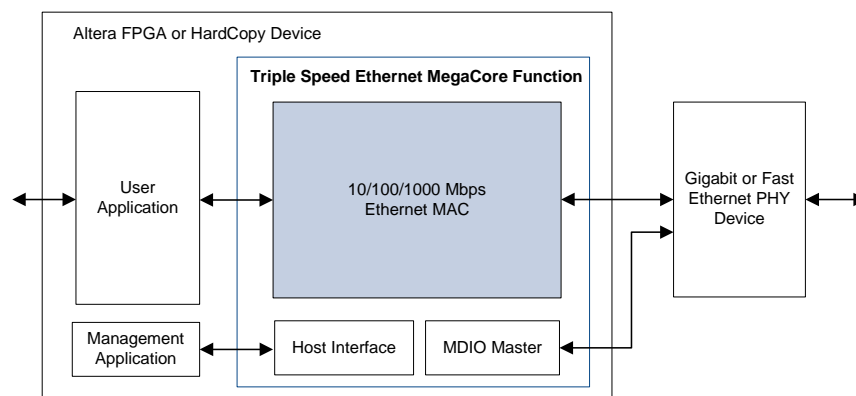 Altera FPGA or HardCopy Device
Triple Speed Ethernet MegaCore Function
User
Application
10/100/1000 Mbps
Ethernet MAC
Gigabit or Fast
Ethernet PHY
Device
Management
Application
Host Interface
MDIO Master